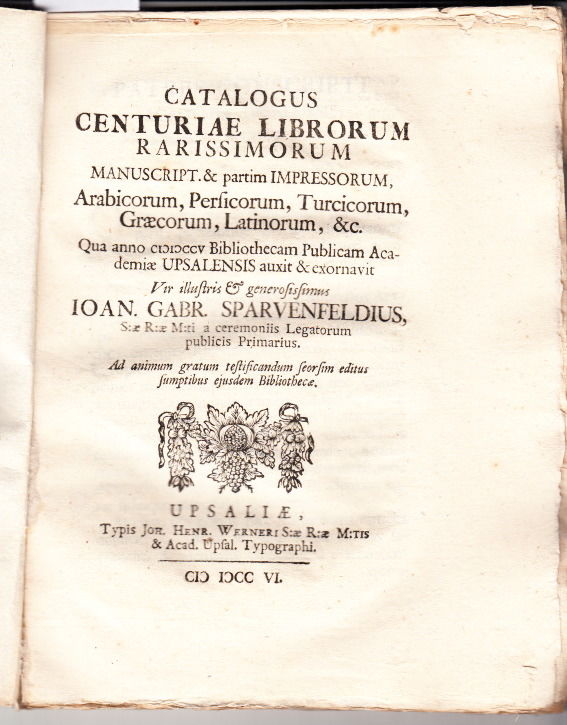 CATALOGUS
CENTURIAE LIBRORUM
RARISSIMORUM
MANUSCRIPT. & partim IMPRESSORUM,
Arabicorum, Perſicorum, Turcicorum,
Græcorum, Latinorum, &c.
Qua anno cıɔıɔccv Bibliothecam Publicam Aca-
demiæ UPSALENSIS auxit & exornavit
Vir illuſtris & generoſiſſimus
IOAN. GABR. SPARVENFELDIUS,
S:æ R:æ M:ti a ceremoniis Legatorum
publicis Primarius.
Ad animum gratum teſtificandum ſeorſim editus
ſumptibus ejusdem Bibliothecæ.
UPSALIÆ,
Typis JOH. HENR. WERNERI S:æ R:æ M:TIS
& Acad. Upſal. Typographi.
CIↃ IↃCC VI.